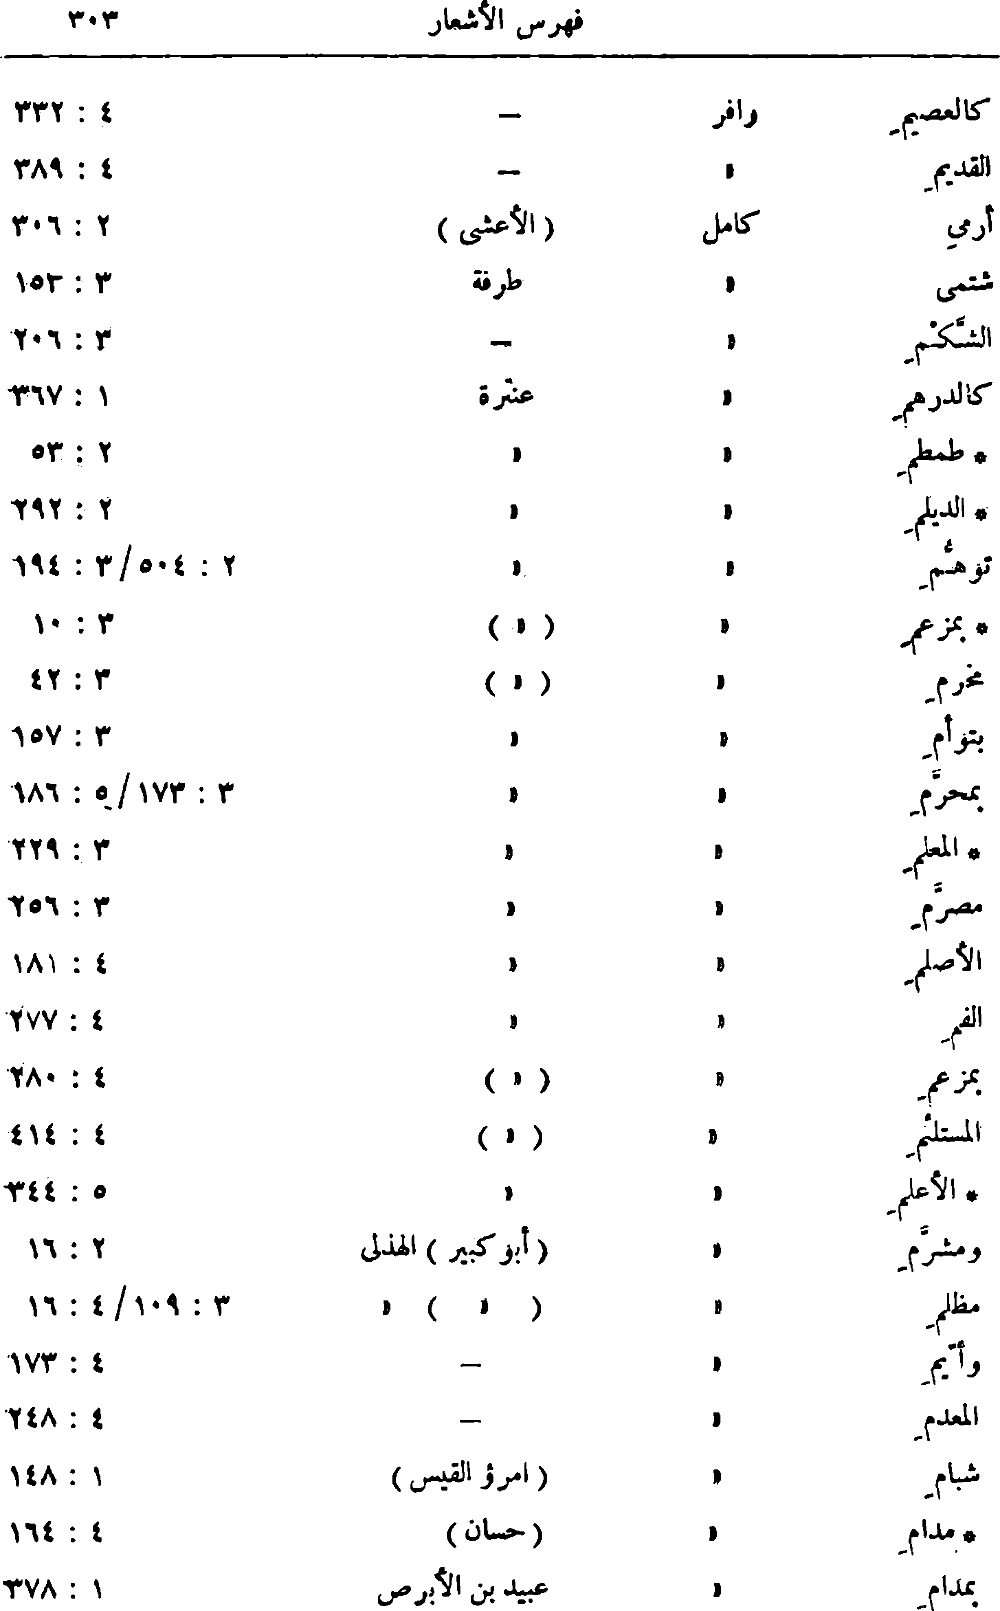 فهرس الأشعار ٣٠٣
كالعصيمِ وافر — ٤ : ٣٣٢
القديمِ » — ٤ : ٣٨٩
أرمي كامل ( الأعشى ) ٢ : ٣٠٦
شتمى » طرفة ٣ : ١٥٣
الشَّكْمِ » — ٣ : ٢٠٦
كالدرهمِ » عنترة ١ : ٣٦٧
* طمطمِ » » ٢ : ٥٣
* الديلمِ » » ٢ : ٢٩٢
توهُّمِ » » ٢ : ٥٠٤/٣ : ١٩٤
* بمزعمِ » ( » ) ٣ : ١٠
مخرمِ » ( » ) ٣ : ٤٢
بتوأمِ » » ٣ : ١٥٧
بمحرَّمِ » » ٣ : ١٧٣/٥ : ١٨٦
* المعلمِ » » ٣ : ٢٢٩
مصرَّمِ » » ٣ : ٢٥٦
الأصلمِ » » ٤ : ١٨١
الفمِ » » ٤ : ٢٧٧
بمزعمِ » ( » ) ٤ : ٢٨٠
المستلئمِ » ( » ) ٤ : ٤١٤
* الأعلمِ » » ٥ : ٣٤٤
ومشرَّمِ » ( أبو كبير ) الهذلى ٢ : ١٦
مظلمِ » ( » ) » ٣ : ١٠٩/٤ : ١٦
وأيّمِ » — ٤ : ١٧٣
المعدمِ » — ٤ : ٢٤٨
شبامِ » ( امرؤ القيس ) ١ : ١٤٨
* مدامِ » ( حسان ) ٤ : ١٦٤
بمدامِ » عبيد بن الأبرص ١ : ٣٧٨